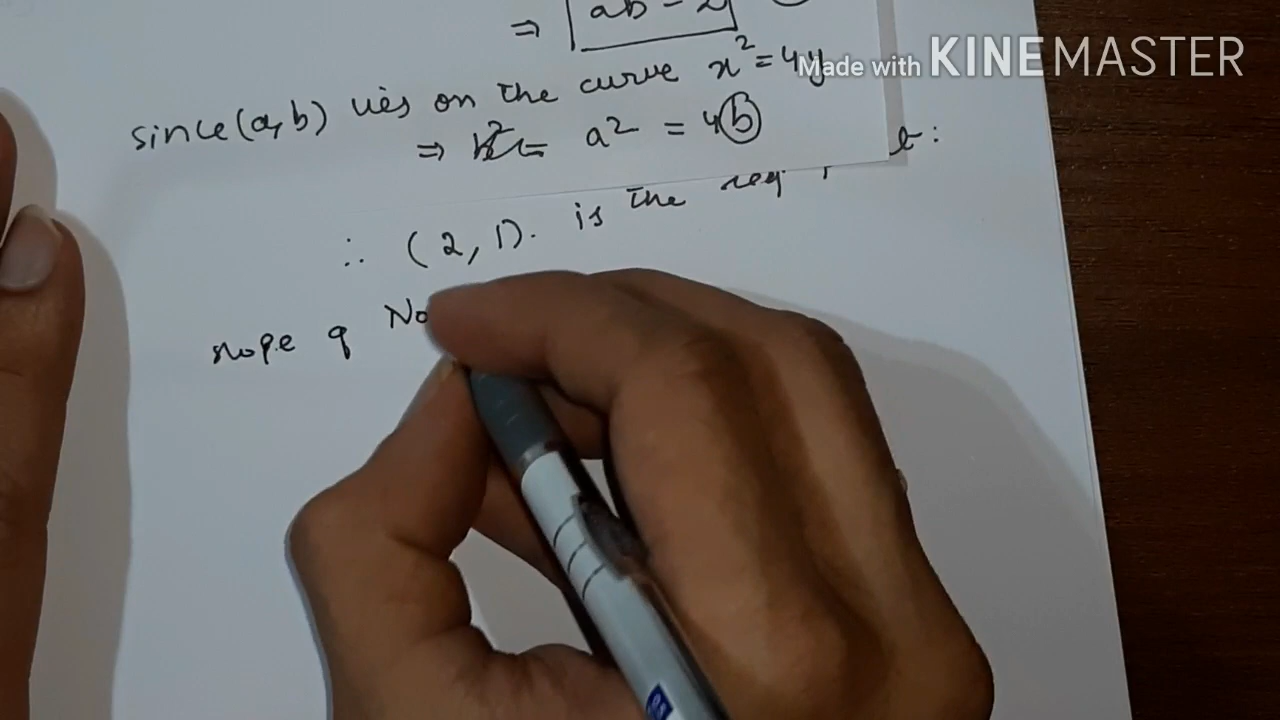 ⇒ ab = 2
since (a, b) lies on the curve x² = 4y
Made with KINEMASTER
⇒ a² = 4b
∴ (2, 1). is the req
slope of No